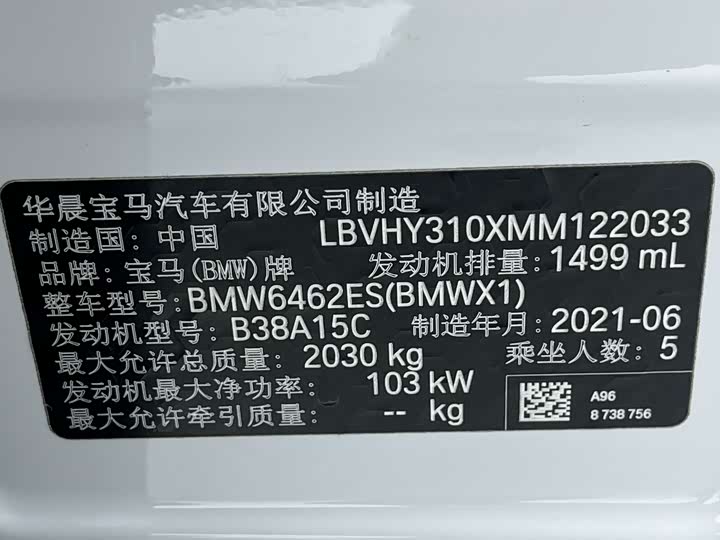 华晨宝马汽车有限公司制造
制造国: 中国 LBVHY310XMM122033
品牌: 宝马(BMW)牌 发动机排量: 1499 mL
整车型号: BMW6462ES(BMWX1)
发动机型号: B38A15C 制造年月: 2021-06
最大允许总质量: 2030 kg 乘坐人数: 5
发动机最大净功率: 103 kW
最大允许牵引质量: -- kg
A96
8 738 756